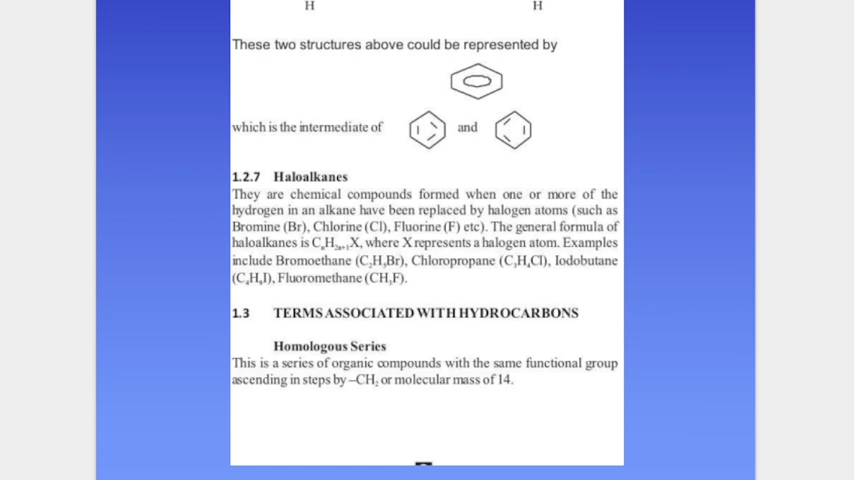 H H
These two structures above could be represented by
which is the intermediate of and
1.2.7 Haloalkanes
They are chemical compounds formed when one or more of the
hydrogen in an alkane have been replaced by halogen atoms (such as
Bromine (Br), Chlorine (Cl), Fluorine (F) etc). The general formula of
haloalkanes is CₙH₂ₙ₊₁X, where X represents a halogen atom. Examples
include Bromoethane Chloropropane Iodobutane
Fluoromethane (CH₃F).
1.3 TERMS ASSOCIATED WITH HYDROCARBONS
Homologous Series
This is a series of organic compounds with the same functional group
ascending in steps by –CH₂ or molecular mass of 14.